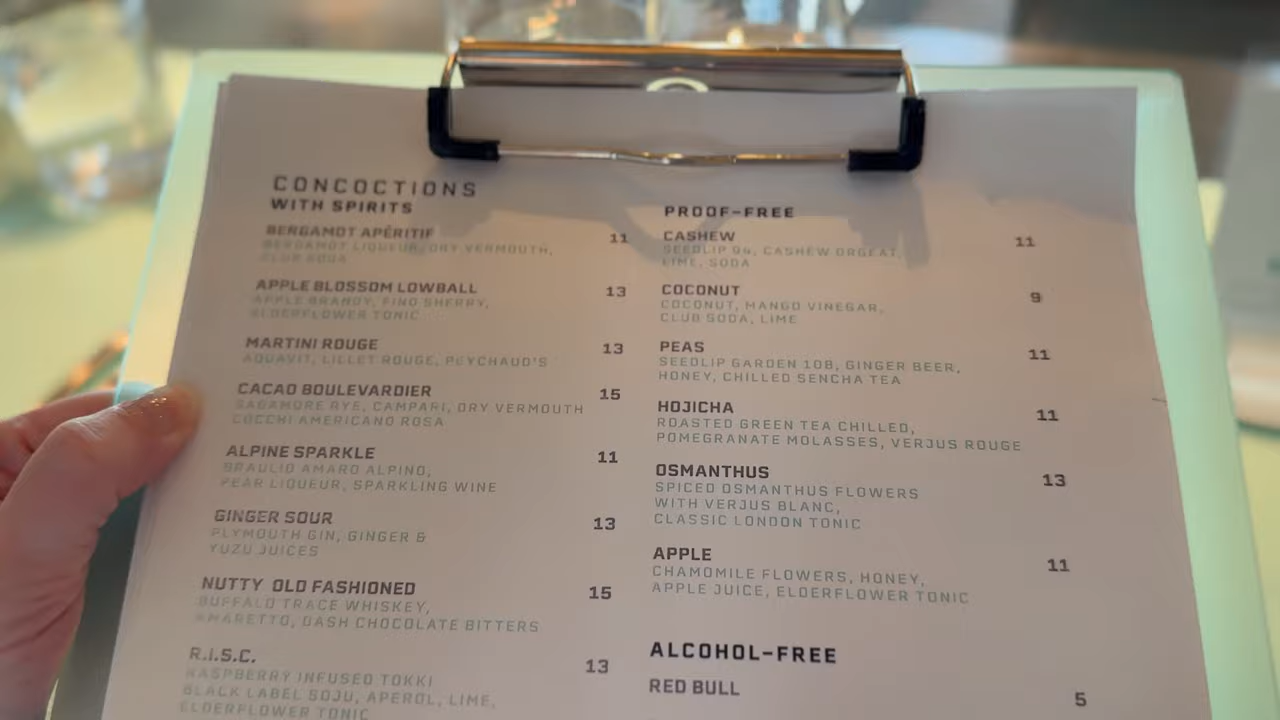 CONCOCTIONS
WITH SPIRITS
BERGAMOT APÉRITIF 11
BERGAMOT LIQUEUR, DRY VERMOUTH,
CLUB SODA
APPLE BLOSSOM LOWBALL 13
APPLE BRANDY, FINO SHERRY,
ELDERFLOWER TONIC
MARTINI ROUGE 13
AQUAVIT, LILLET ROUGE, PEYCHAUD'S
CACAO BOULEVARDIER 15
SAGAMORE RYE, CAMPARI, DRY VERMOUTH
COCCHI AMERICANO ROSA
ALPINE SPARKLE 11
BRAULIO AMARO ALPINO,
PEAR LIQUEUR, SPARKLING WINE
GINGER SOUR 13
PLYMOUTH GIN, GINGER &
YUZU JUICES
NUTTY OLD FASHIONED 15
BUFFALO TRACE WHISKEY,
AMARETTO, DASH CHOCOLATE BITTERS
R.I.S.C. 13
RASPBERRY INFUSED TOKKI
BLACK LABEL SOJU, APEROL, LIME,
ELDERFLOWER TONIC
PROOF-FREE
CASHEW 11
SEEDLIP 94, CASHEW ORGEAT,
LIME, SODA
COCONUT 9
COCONUT, MANGO VINEGAR,
CLUB SODA, LIME
PEAS 11
SEEDLIP GARDEN 108, GINGER BEER,
HONEY, CHILLED SENCHA TEA
HOJICHA 11
ROASTED GREEN TEA CHILLED,
POMEGRANATE MOLASSES, VERJUS ROUGE
OSMANTHUS 13
SPICED OSMANTHUS FLOWERS
WITH VERJUS BLANC,
CLASSIC LONDON TONIC
APPLE 11
CHAMOMILE FLOWERS, HONEY,
APPLE JUICE, ELDERFLOWER TONIC
ALCOHOL-FREE
RED BULL 5